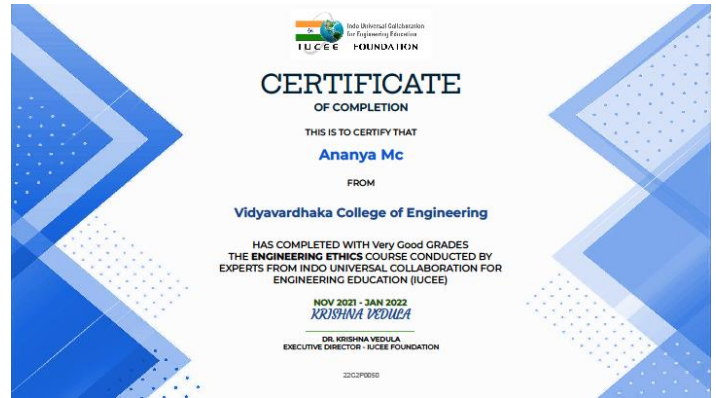 Indo Universal Collaboration
for Engineering Education
IUCEE FOUNDATION
CERTIFICATE
OF COMPLETION
THIS IS TO CERTIFY THAT
Ananya Mc
FROM
Vidyavardhaka College of Engineering
HAS COMPLETED WITH Very Good GRADES
THE ENGINEERING ETHICS COURSE CONDUCTED BY
EXPERTS FROM INDO UNIVERSAL COLLABORATION FOR
ENGINEERING EDUCATION (IUCEE)
NOV 2021 - JAN 2022
KRISHNA VEDULA
DR. KRISHNA VEDULA
EXECUTIVE DIRECTOR - IUCEE FOUNDATION